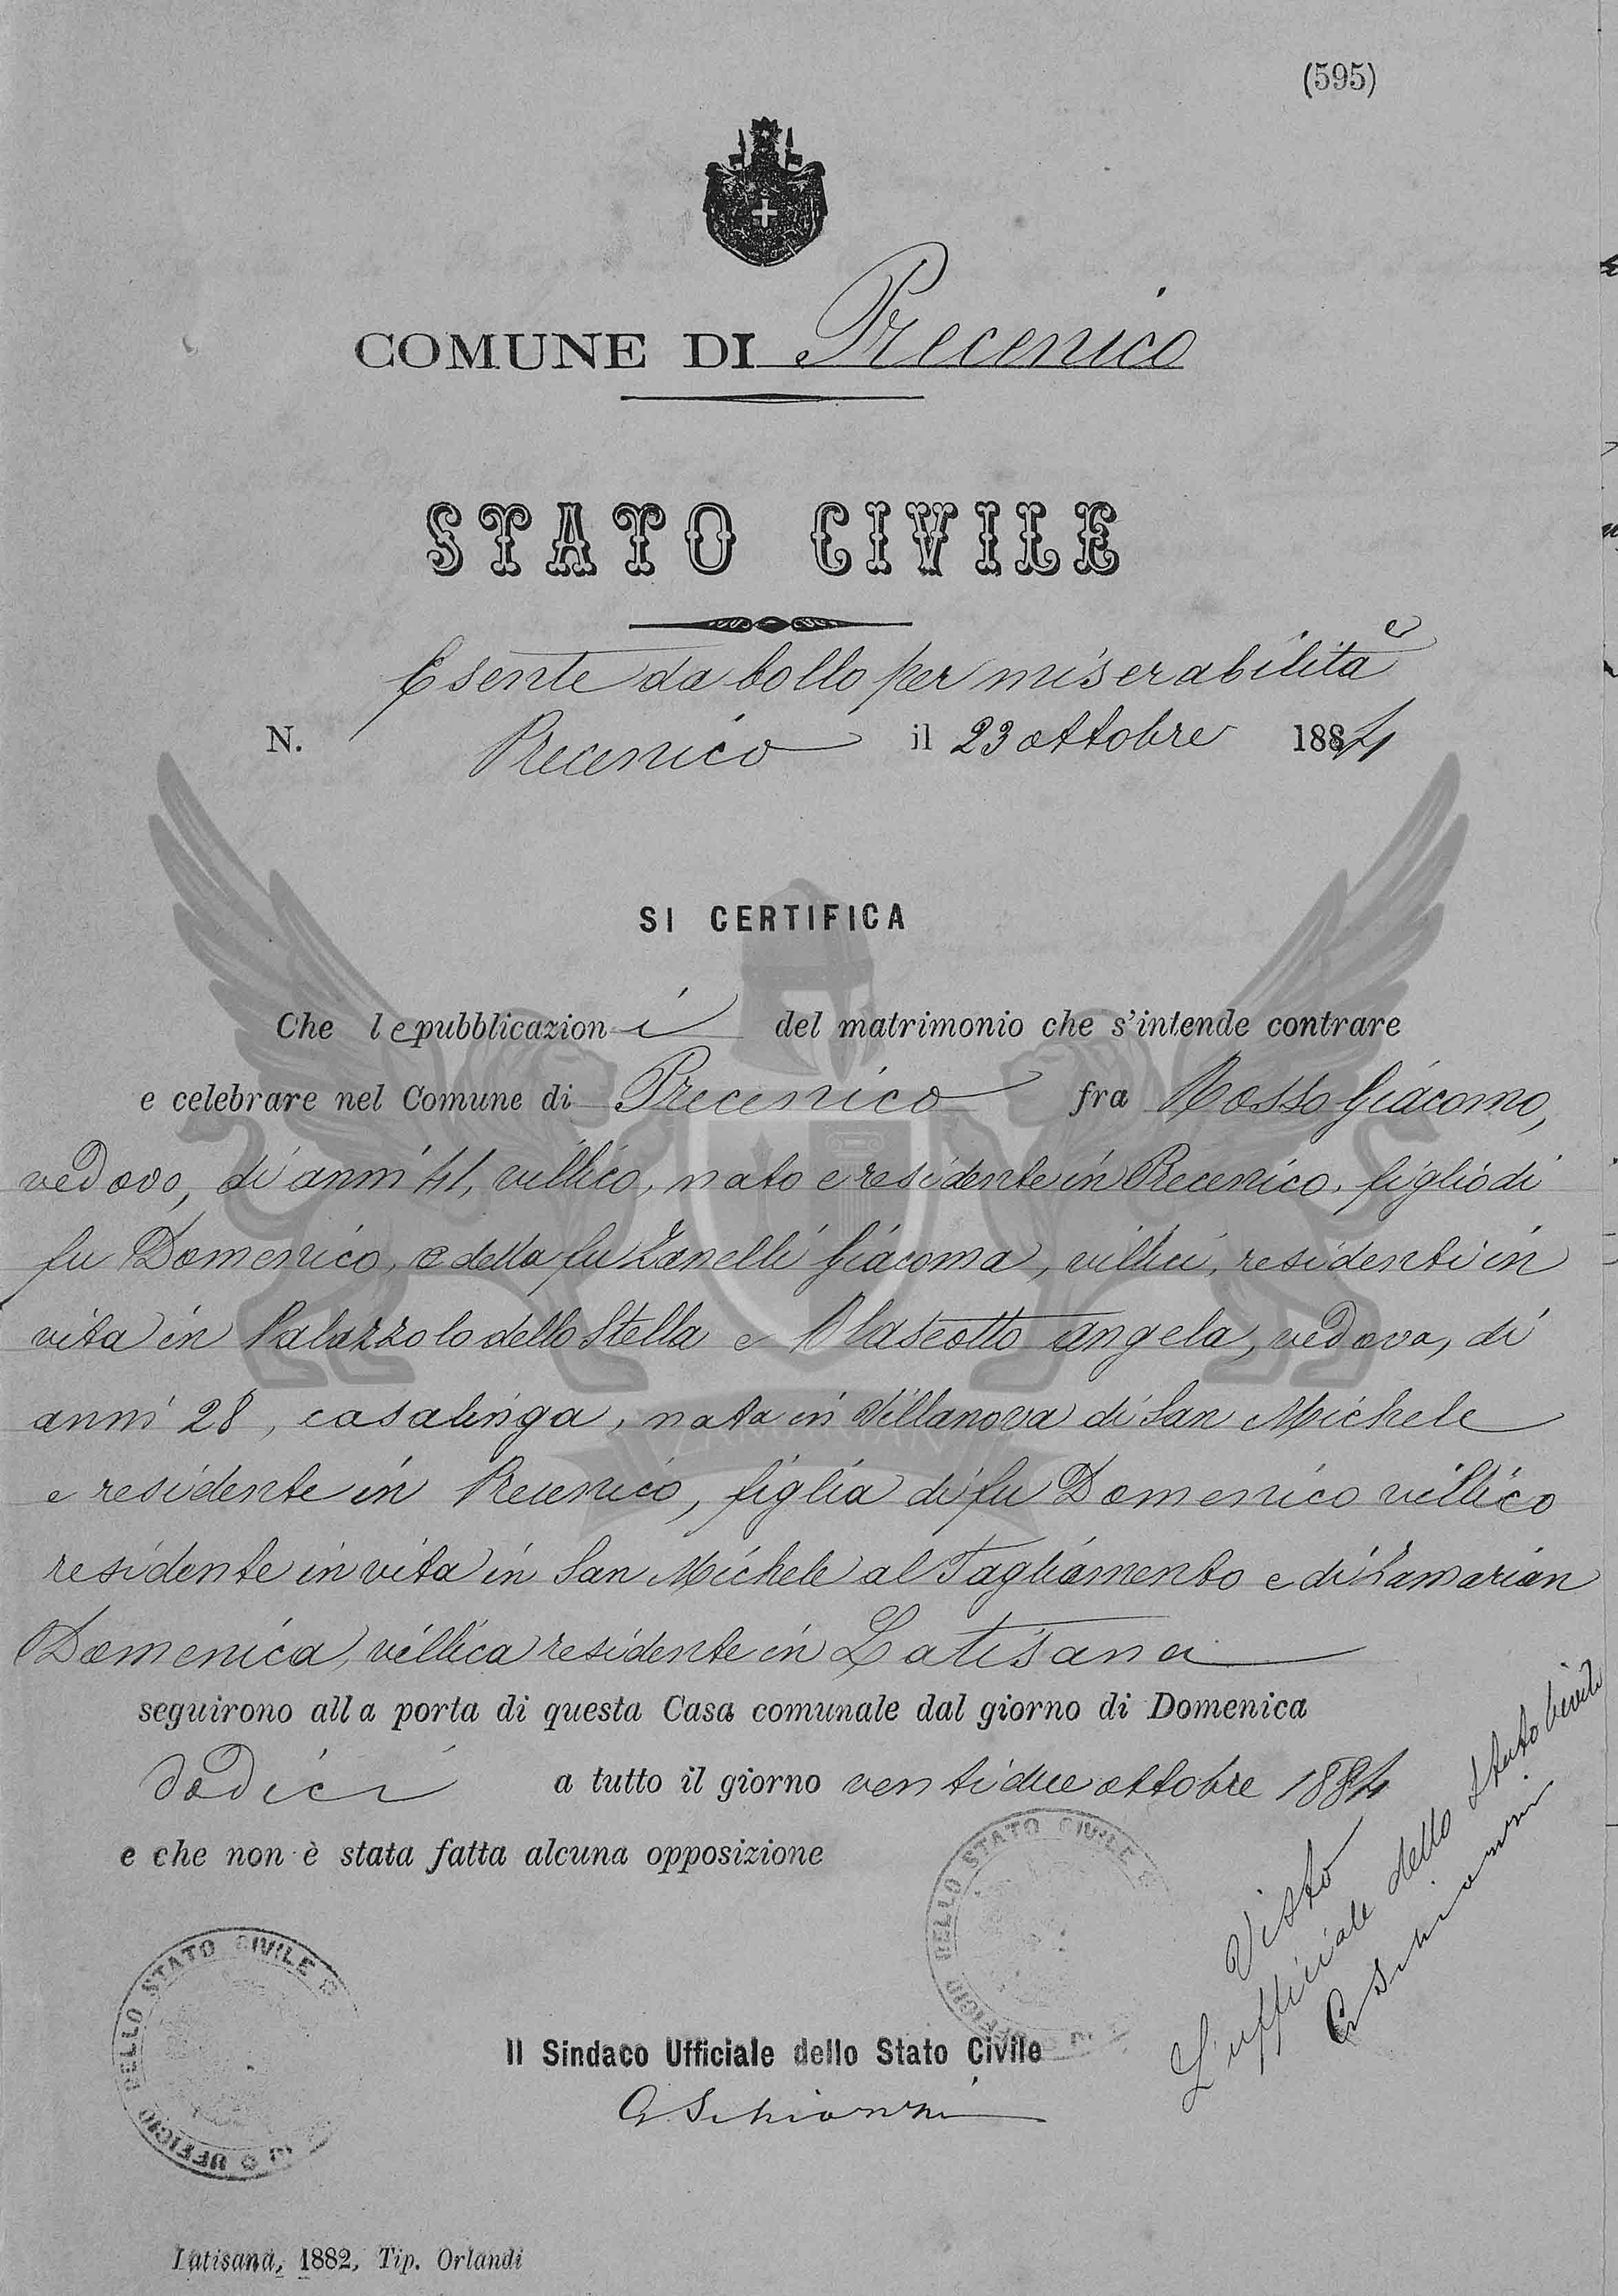 (595)
COMUNE DI Precenico
STATO CIVILE
Esente da bollo per miserabilità
N. Precenico il 23 ottobre 1884
SI CERTIFICA
Che le pubblicazioni del matrimonio che s'intende contrare
e celebrare nel Comune di Precenico fra Rosso Giacomo,
vedovo, di anni 41, villico, nato e residente in Precenico, figlio di
fu Domenico, e della fu Zanelli Giacoma, villici, residenti in
vita in Palazzolo dello Stella e Blaseotto Angela, vedova, di
anni 28, casalinga, nata in Villanova di San Michele
e residente in Precenico, figlia di fu Domenico villico
residente in vita in San Michele al Tagliamento e di Zamarian
Domenica, villica residente in Latisana
seguirono alla porta di questa Casa comunale dal giorno di Domenica
dodici a tutto il giorno ventidue ottobre 1884
e che non è stata fatta alcuna opposizione
Visto
L'ufficiale dello Stato Civile
UFFICIO DELLO STATO CIVILE
UFFICIO DELLO STATO CIVILE
Il Sindaco Ufficiale dello Stato Civile
Latisana, 1882, Tip. Orlandi